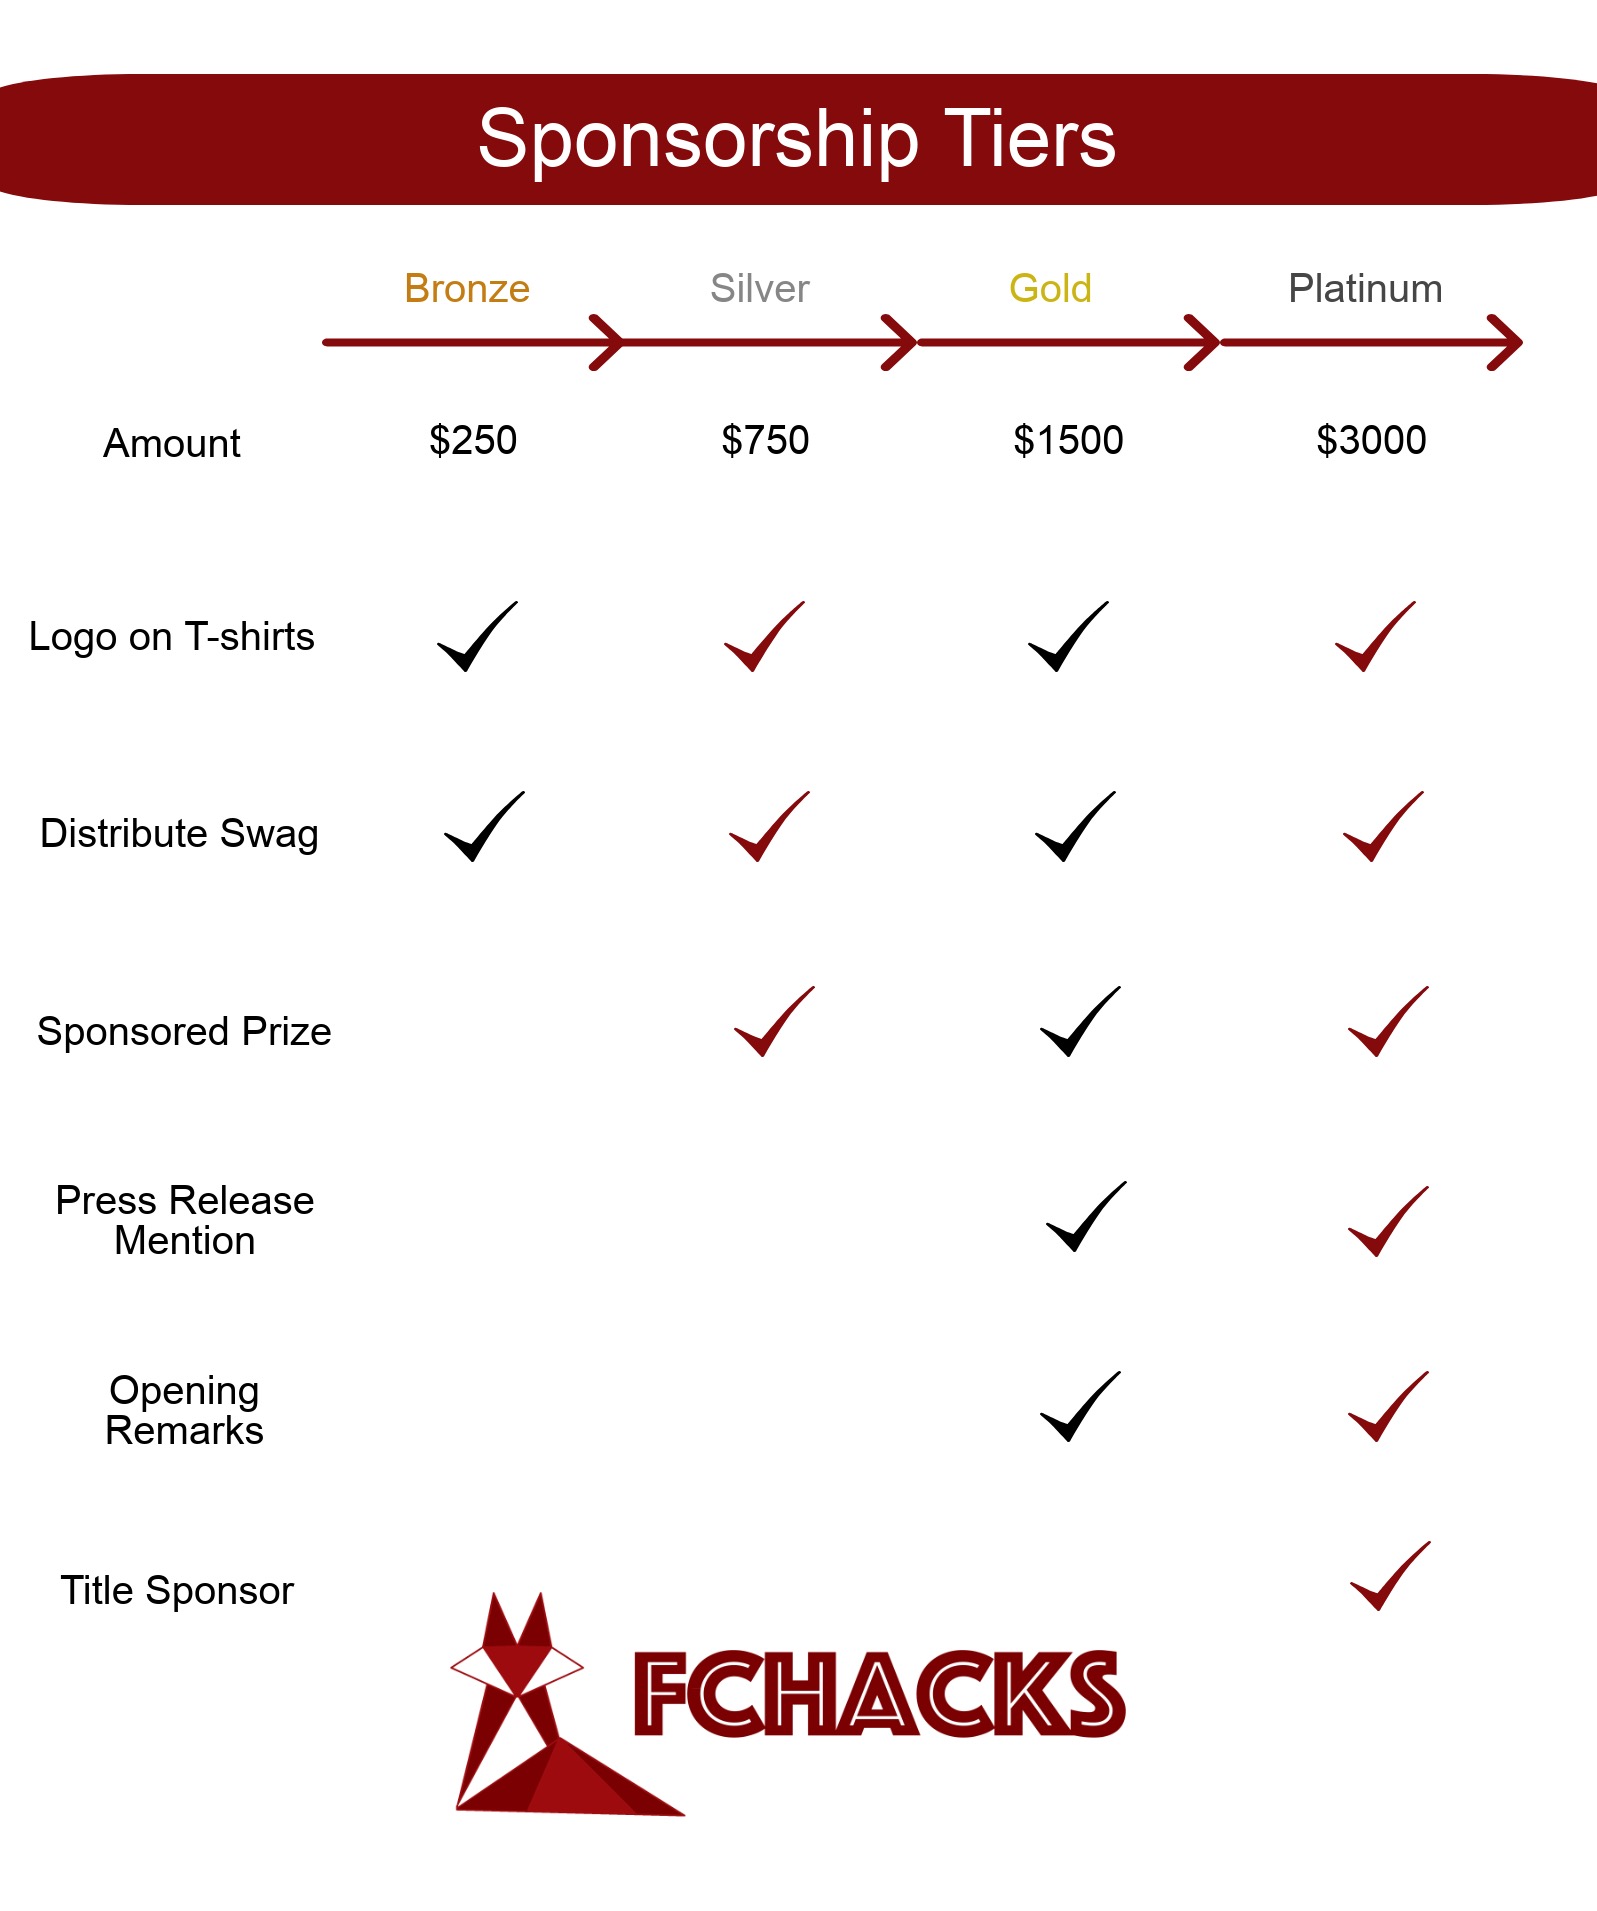 Sponsorship Tiers
Bronze Silver Gold Platinum
Amount $250 $750 $1500 $3000
Logo on T-shirts
Distribute Swag
Sponsored Prize
Press Release
Mention
Opening
Remarks
Title Sponsor
FCHACKS